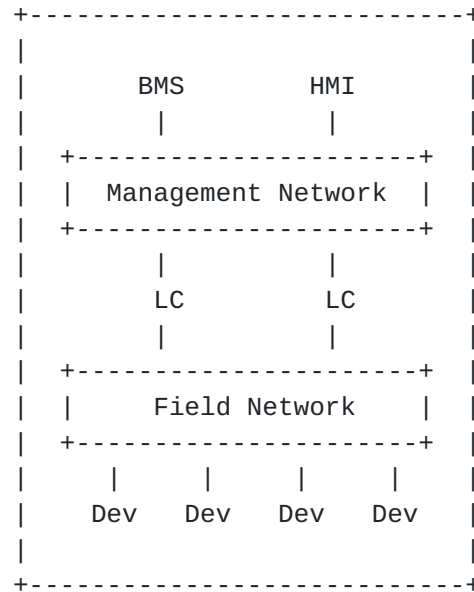 BMS HMI
Management Network
LC LC
Field Network
Dev Dev Dev Dev